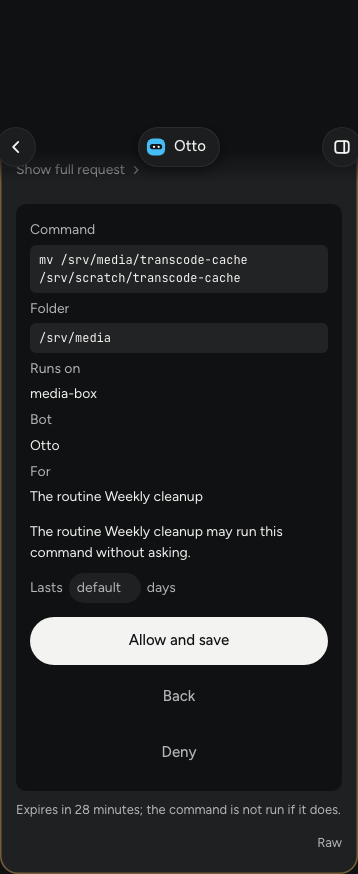 Otto
Show full request
Command
mv /srv/media/transcode-cache
/srv/scratch/transcode-cache
Folder
/srv/media
Runs on
media-box
Bot
Otto
For
The routine Weekly cleanup
The routine Weekly cleanup may run this
command without asking.
Lasts default days
Allow and save
Back
Deny
Expires in 28 minutes; the command is not run if it does.
Raw